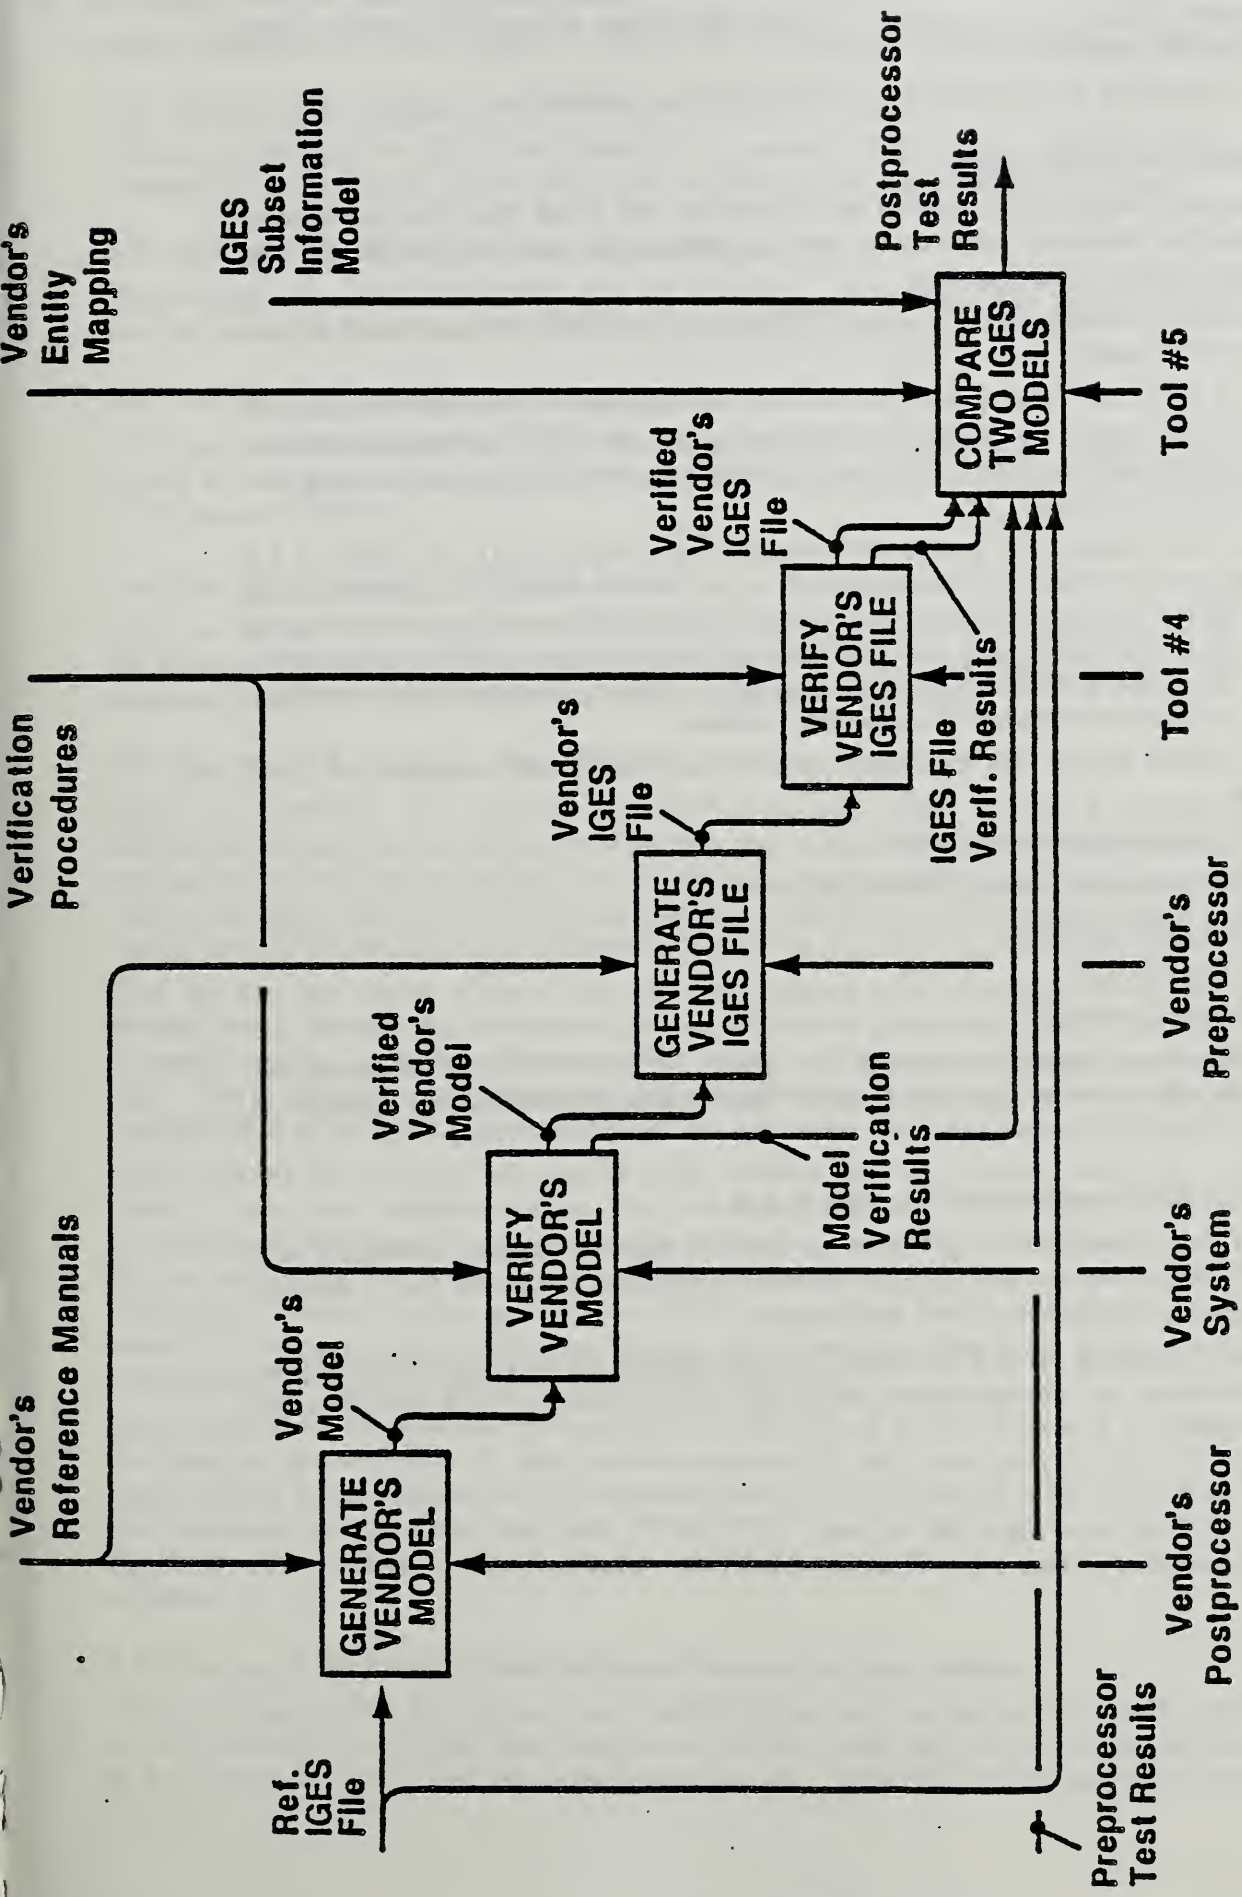 Vendor's
Reference Manuals
Verification
Procedures
Vendor's
Entity
Mapping
IGES
Subset
Information
Model
Ref.
IGES
File
GENERATE
VENDOR'S
MODEL
Vendor's
Model
VERIFY
VENDOR'S
MODEL
Verified
Vendor's
Model
Model
Verification
Results
GENERATE
VENDOR'S
IGES FILE
Vendor's
IGES
File
VERIFY
VENDOR'S
IGES FILE
Verified
Vendor's
IGES
File
IGES File
Verif. Results
COMPARE
TWO IGES
MODELS
Postprocessor
Test
Results
Preprocessor
Test Results
Vendor's
Postprocessor
Vendor's
System
Vendor's
Preprocessor
Tool #4
Tool #5